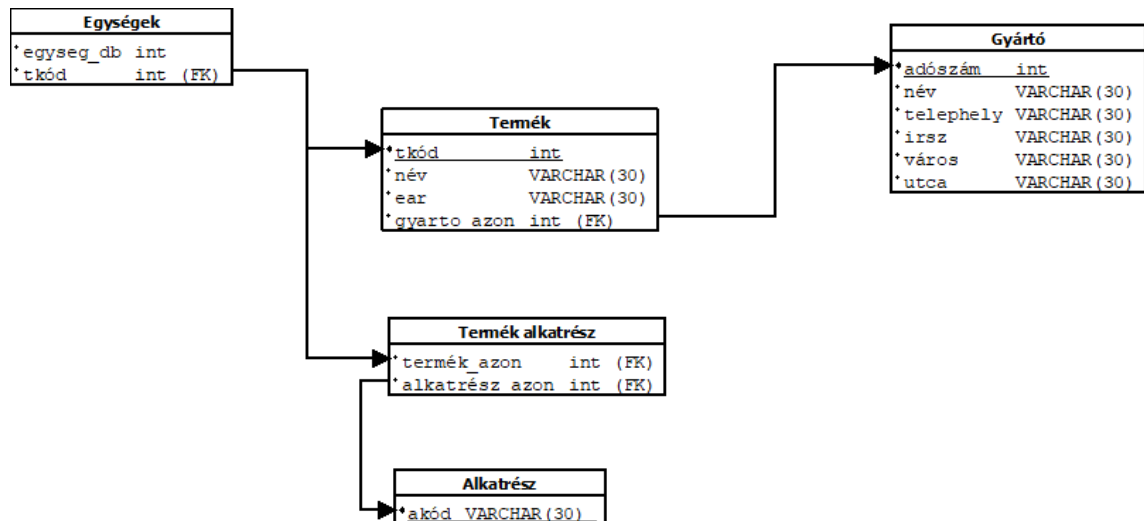 Egységek
egyseg_db int
tkód int (FK)
Gyártó
adószám int
név VARCHAR(30)
telephely VARCHAR(30)
irsz VARCHAR(30)
város VARCHAR(30)
utca VARCHAR(30)
Termék
tkód int
név VARCHAR(30)
ear VARCHAR(30)
gyarto_azon int (FK)
Termék alkatrész
termék_azon int (FK)
alkatrész_azon int (FK)
Alkatrész
akód VARCHAR(30)